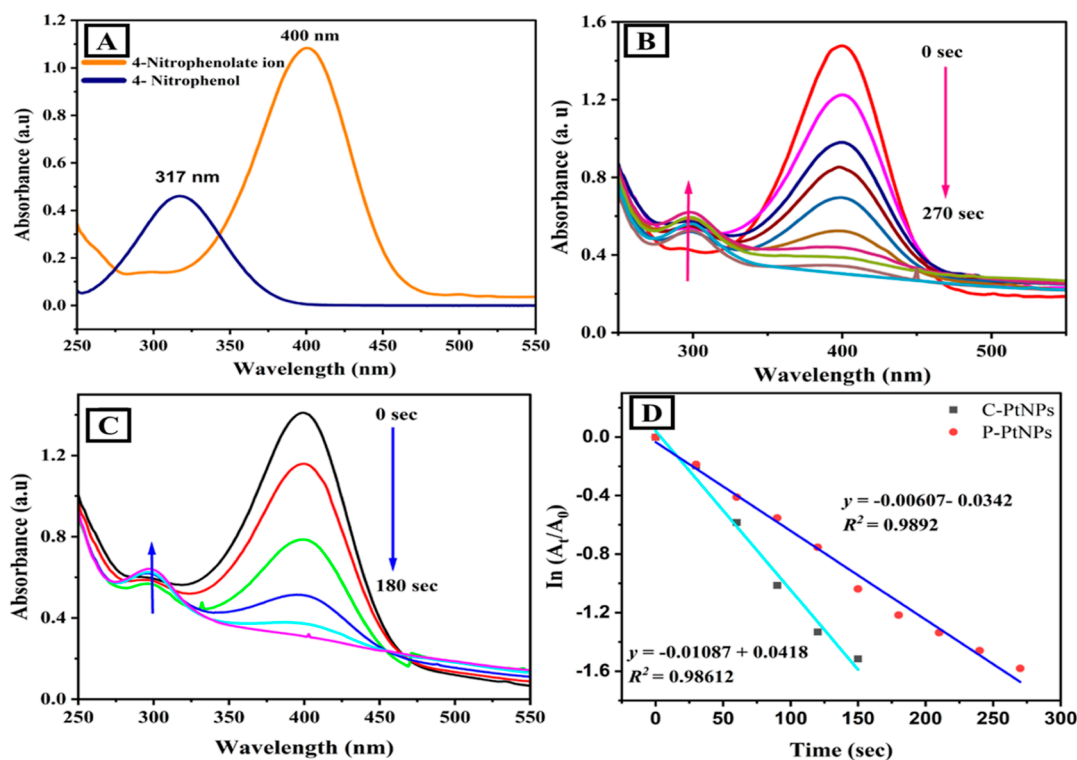 A
400 nm
4-Nitrophenolate ion
4- Nitrophenol
317 nm
1.2
1.0
0.8
0.6
0.4
0.2
0.0
Absorbance (a.u)
250 300 350 400 450 500 550
Wavelength (nm)
B
0 sec
270 sec
1.6
1.2
0.8
0.4
0.0
Absorbance (a. u)
300 400 500
Wavelength (nm)
C
0 sec
180 sec
1.2
0.8
0.4
0.0
Absorbance (a.u)
250 300 350 400 450 500 550
Wavelength (nm)
D
C-PtNPs
P-PtNPs
y = -0.00607- 0.0342
R² = 0.9892
y = -0.01087 + 0.0418
R² = 0.98612
0.0
-0.4
-0.8
-1.2
-1.6
In (At/A0)
0 50 100 150 200 250 300
Time (sec)